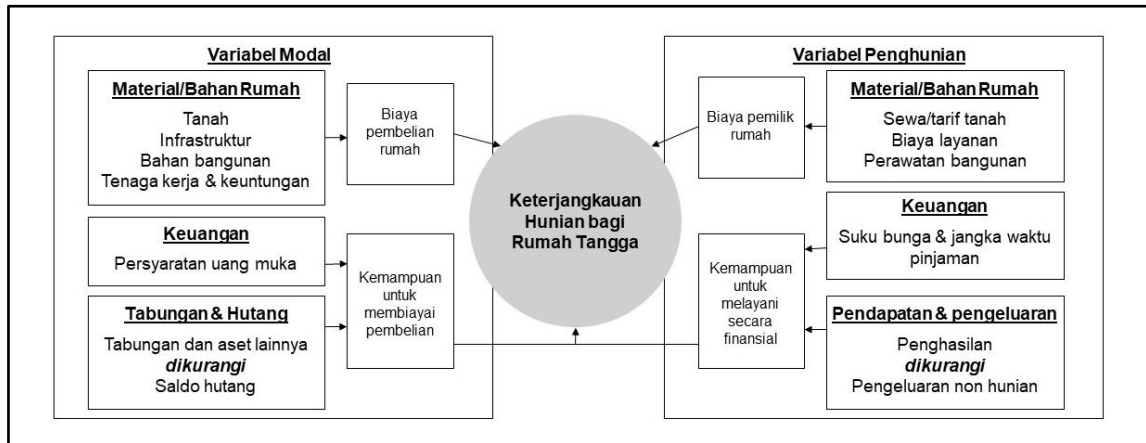 Variabel Modal
Material/Bahan Rumah
Tanah
Infrastruktur
Bahan bangunan
Tenaga kerja & keuntungan
Biaya
pembelian
rumah
Keuangan
Persyaratan uang muka
Tabungan & Hutang
Tabungan dan aset lainnya
dikurangi
Saldo hutang
Kemampuan
untuk
membiayai
pembelian
Keterjangkauan
Hunian bagi
Rumah Tangga
Variabel Penghunian
Biaya pemilik
rumah
Material/Bahan Rumah
Sewa/tarif tanah
Biaya layanan
Perawatan bangunan
Kemampuan
untuk
melayani
secara
finansial
Keuangan
Suku bunga & jangka waktu
pinjaman
Pendapatan & pengeluaran
Penghasilan
dikurangi
Pengeluaran non hunian